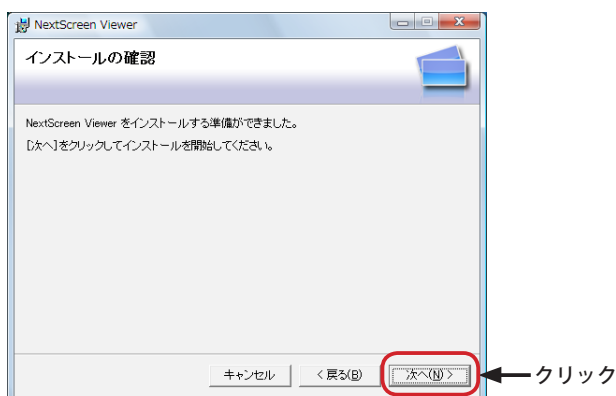 NextScreen Viewer
インストールの確認
NextScreen Viewer をインストールする準備ができました。
[次へ]をクリックしてインストールを開始してください。
キャンセル
< 戻る(B)
次へ(N) >
クリック